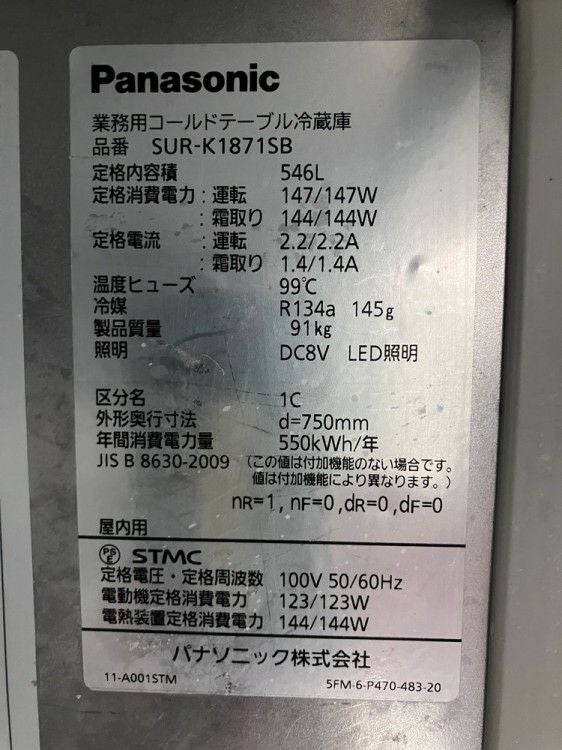 Panasonic
業務用コールドテーブル冷蔵庫
品番 SUR-K1871SB
定格内容積 546L
定格消費電力:運転 147/147W
:霜取り 144/144W
定格電流 :運転 2.2/2.2A
:霜取り 1.4/1.4A
温度ヒューズ 99℃
冷媒 R134a 145g
製品質量 91kg
照明 DC8V LED照明
区分名 1C
外形奥行寸法 d=750mm
年間消費電力量 550kWh/年
JIS B 8630-2009 (この値は付加機能のない場合です。
値は付加機能により異なります。)
nR=1, nF=0,dR=0,dF=0
屋内用
PSE STMC
定格電圧・定格周波数 100V 50/60Hz
電動機定格消費電力 123/123W
電熱装置定格消費電力 144/144W
パナソニック株式会社
11-A001STM 5FM-6-P470-483-20